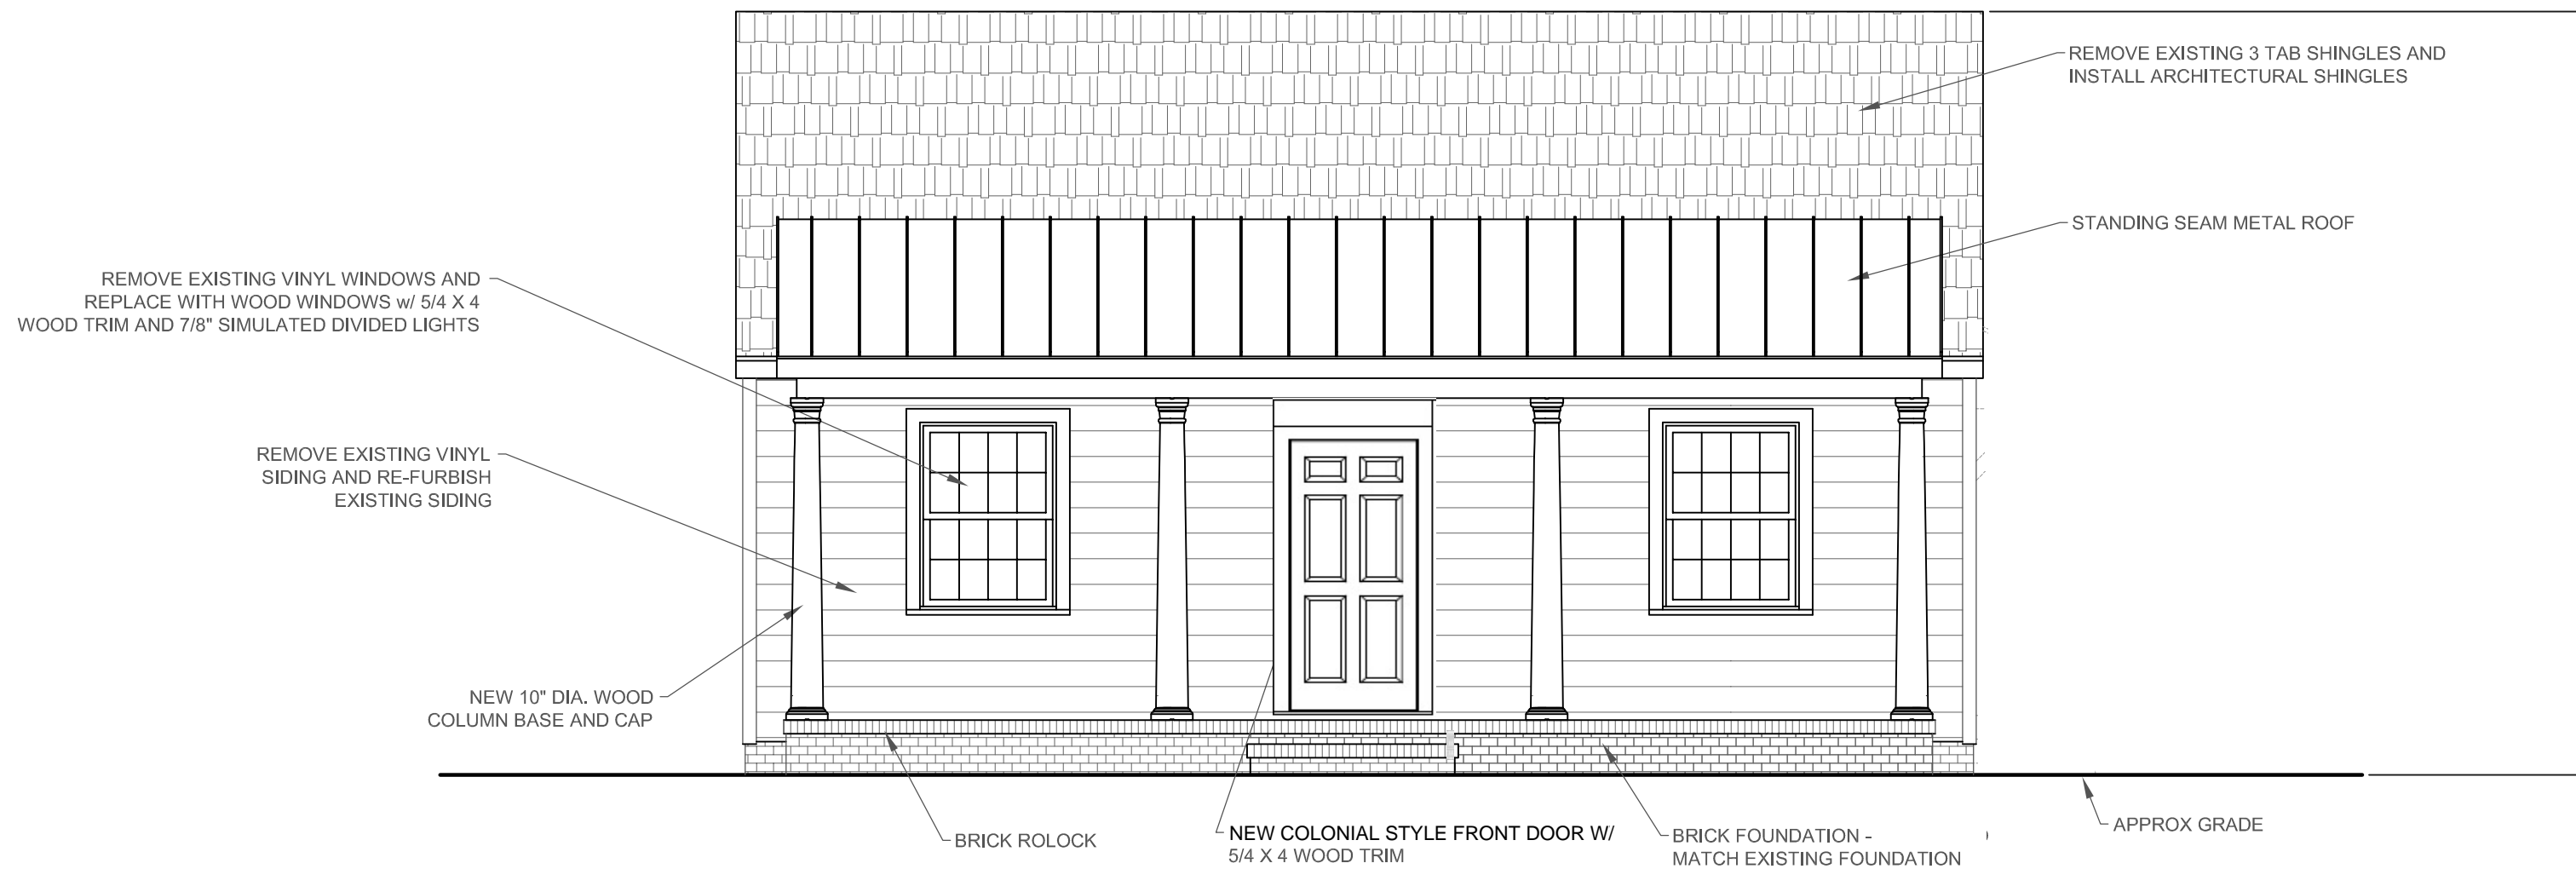 REMOVE EXISTING 3 TAB SHINGLES AND
INSTALL ARCHITECTURAL SHINGLES
STANDING SEAM METAL ROOF
REMOVE EXISTING VINYL WINDOWS AND
REPLACE WITH WOOD WINDOWS w/ 5/4 X 4
WOOD TRIM AND 7/8" SIMULATED DIVIDED LIGHTS
REMOVE EXISTING VINYL
SIDING AND RE-FURBISH
EXISTING SIDING
NEW 10" DIA. WOOD
COLUMN BASE AND CAP
BRICK ROLOCK
NEW COLONIAL STYLE FRONT DOOR W/
5/4 X 4 WOOD TRIM
BRICK FOUNDATION -
MATCH EXISTING FOUNDATION
APPROX GRADE